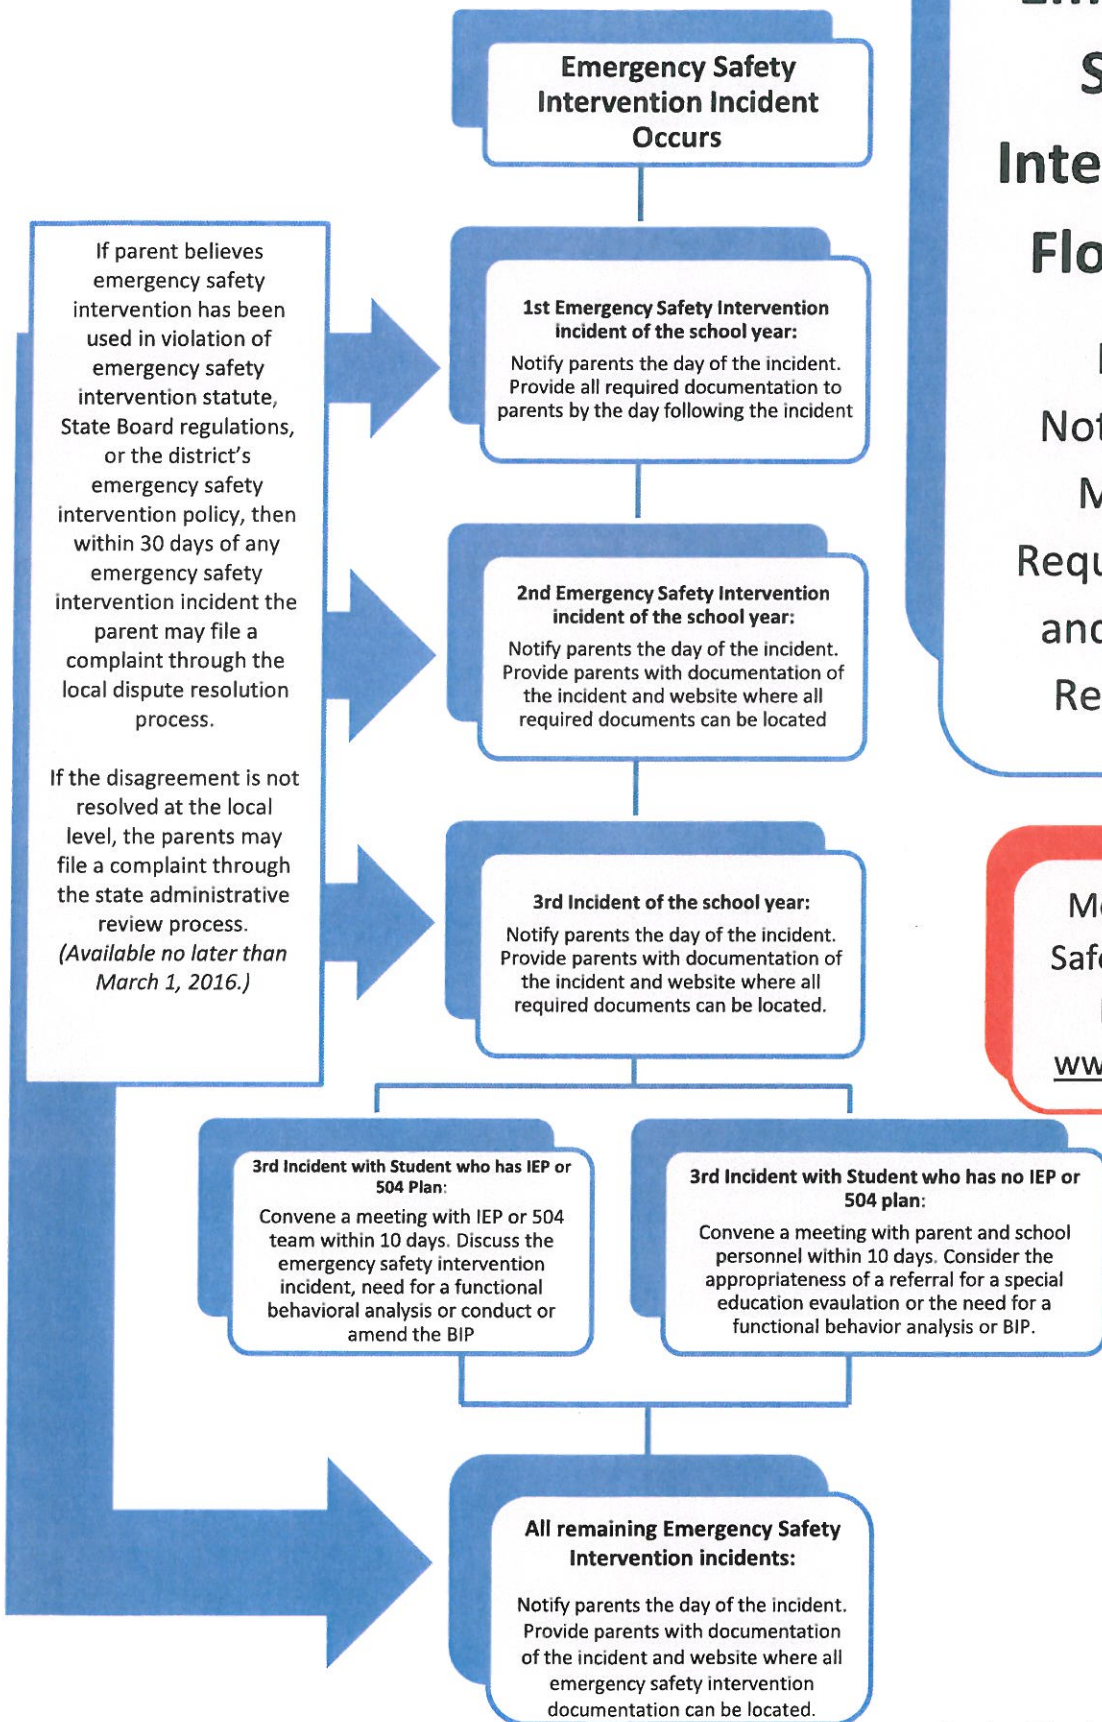 Emergency Safety
Intervention Incident
Occurs
If parent believes
emergency safety
intervention has been
used in violation of
emergency safety
intervention statute,
State Board regulations,
or the district's
emergency safety
intervention policy, then
within 30 days of any
emergency safety
intervention incident the
parent may file a
complaint through the
local dispute resolution
process.
If the disagreement is not
resolved at the local
level, the parents may
file a complaint through
the state administrative
review process.
(Available no later than
March 1, 2016.)
1st Emergency Safety Intervention
incident of the school year:
Notify parents the day of the incident.
Provide all required documentation to
parents by the day following the incident
2nd Emergency Safety Intervention
incident of the school year:
Notify parents the day of the incident.
Provide parents with documentation of
the incident and website where all
required documents can be located
3rd Incident of the school year:
Notify parents the day of the incident.
Provide parents with documentation of
the incident and website where all
required documents can be located.
3rd Incident with Student who has IEP or
504 Plan:
Convene a meeting with IEP or 504
team within 10 days. Discuss the
emergency safety intervention
incident, need for a functional
behavioral analysis or conduct or
amend the BIP
3rd Incident with Student who has no IEP or
504 plan:
Convene a meeting with parent and school
personnel within 10 days. Consider the
appropriateness of a referral for a special
education evaulation or the need for a
functional behavior analysis or BIP.
All remaining Emergency Safety
Intervention incidents:
Notify parents the day of the incident.
Provide parents with documentation
of the incident and website where all
emergency safety intervention
documentation can be located.
S
Inte
Flo
Not
M
Requ
and
Re
Mo
Safe
ww